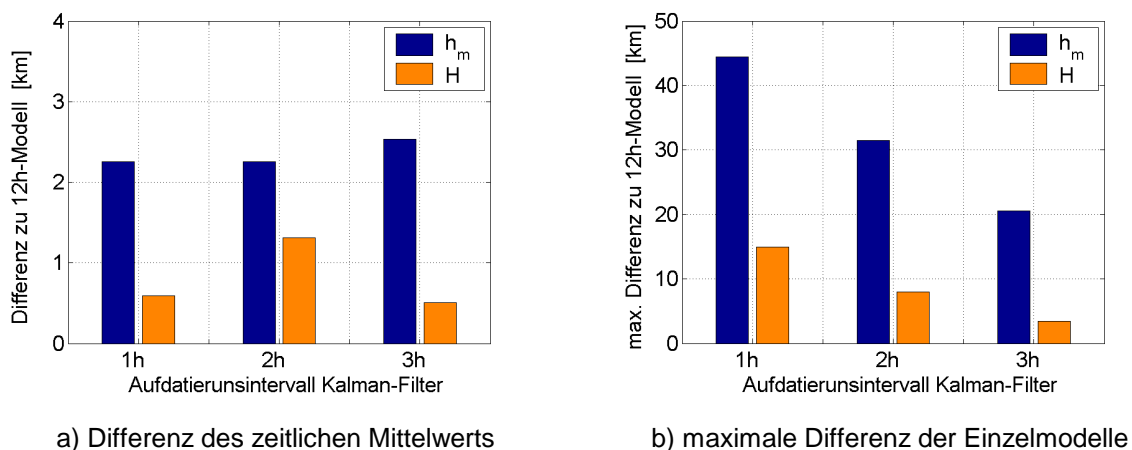 4
3
2
1
0
Differenz zu 12h-Modell [km]
h_m
H
1h
2h
3h
Aufdatierunsintervall Kalman-Filter
a) Differenz des zeitlichen Mittelwerts
50
40
30
20
10
0
max. Differenz zu 12h-Modell [km]
h_m
H
1h
2h
3h
Aufdatierunsintervall Kalman-Filter
b) maximale Differenz der Einzelmodelle